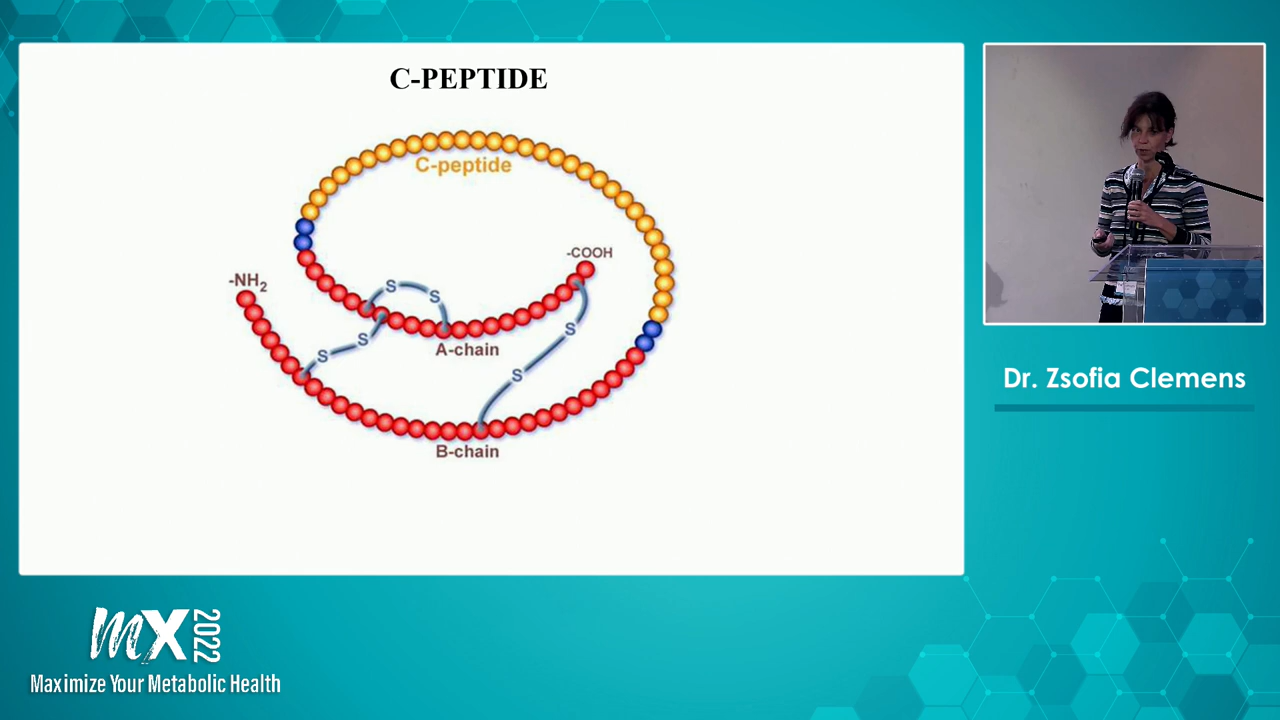 C-PEPTIDE
C-peptide
-COOH
-NH2
S
S
S
S
S
S
A-chain
B-chain
Dr. Zsofia Clemens
mx 2022
Maximize Your Metabolic Health